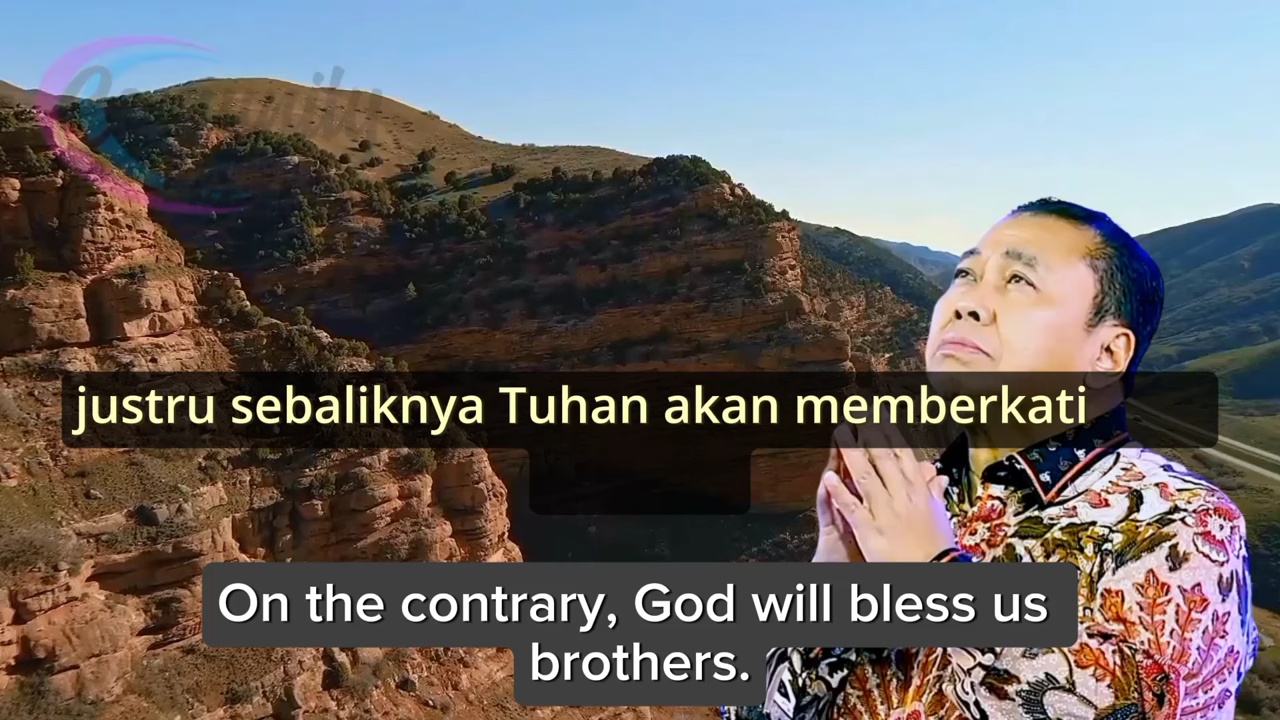 justru sebaliknya Tuhan akan memberkati
On the contrary, God will bless us
brothers.